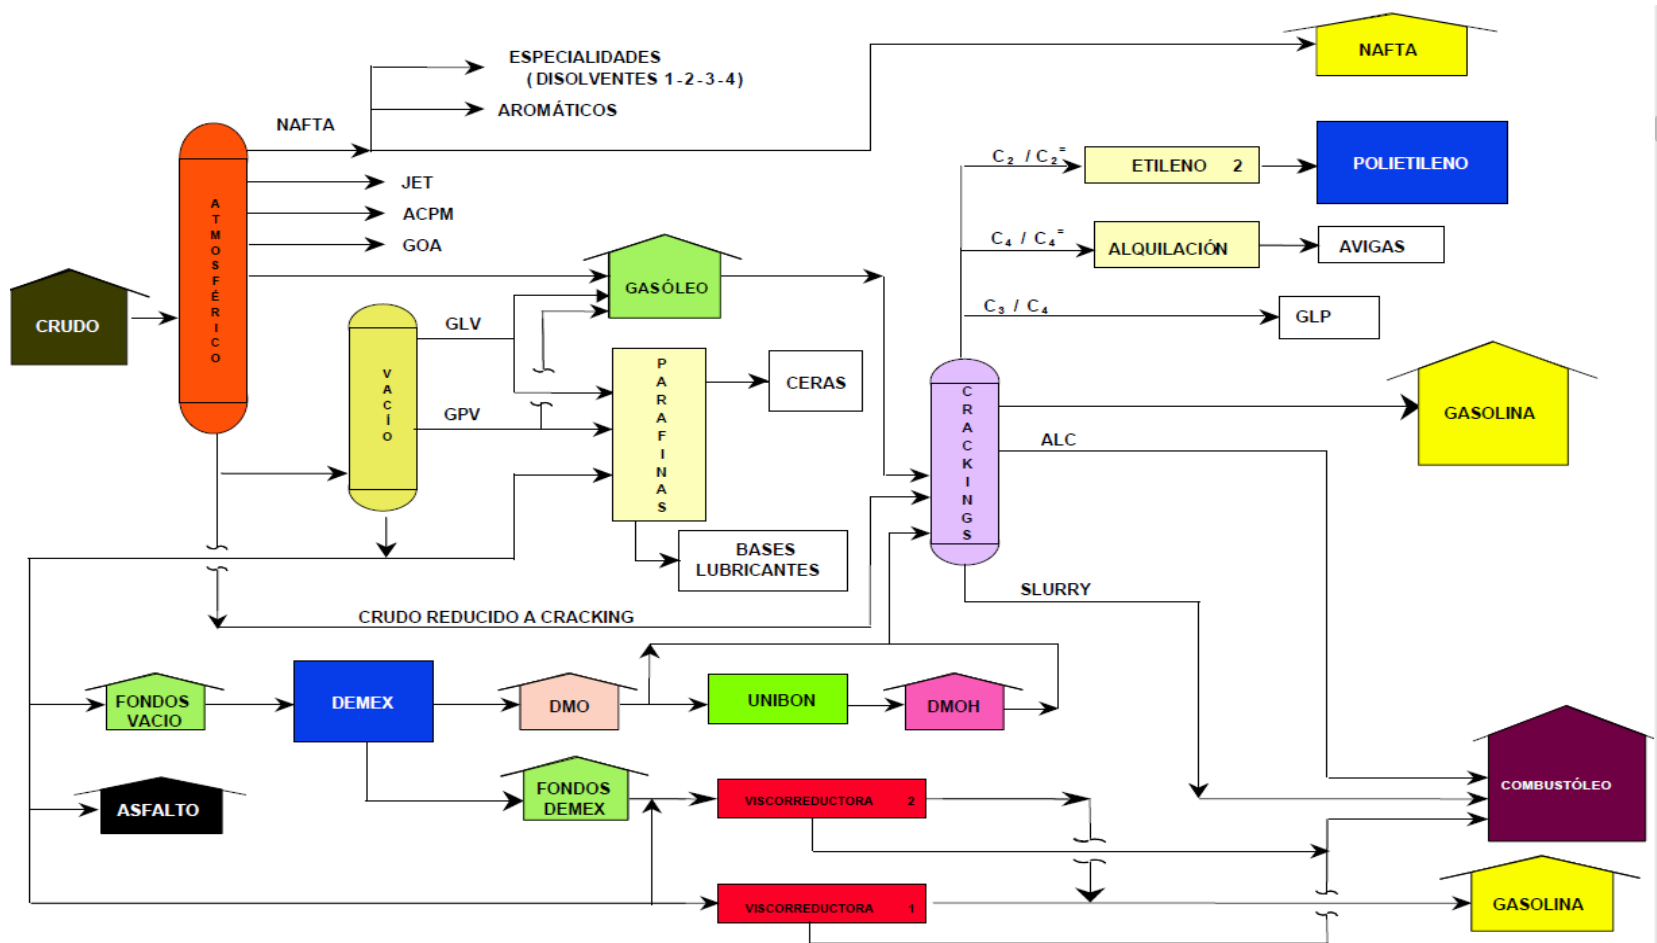 ESPECIALIDADES
( DISOLVENTES 1-2-3-4)
AROMÁTICOS
NAFTA
NAFTA
JET
ACPM
GOA
ATMOSFÉRICO
CRUDO
GASÓLEO
C2 / C2=
ETILENO 2
POLIETILENO
C4 / C4=
ALQUILACIÓN
AVIGAS
C3 / C4
GLP
GLV
GPV
VACÍO
PARAFINAS
CERAS
BASES
LUBRICANTES
CRACKINGS
GASOLINA
ALC
SLURRY
CRUDO REDUCIDO A CRACKING
FONDOS
VACIO
DEMEX
DMO
UNIBON
DMOH
ASFALTO
FONDOS
DEMEX
VISCORREDUCTORA 2
COMBUSTÓLEO
VISCORREDUCTORA 1
GASOLINA